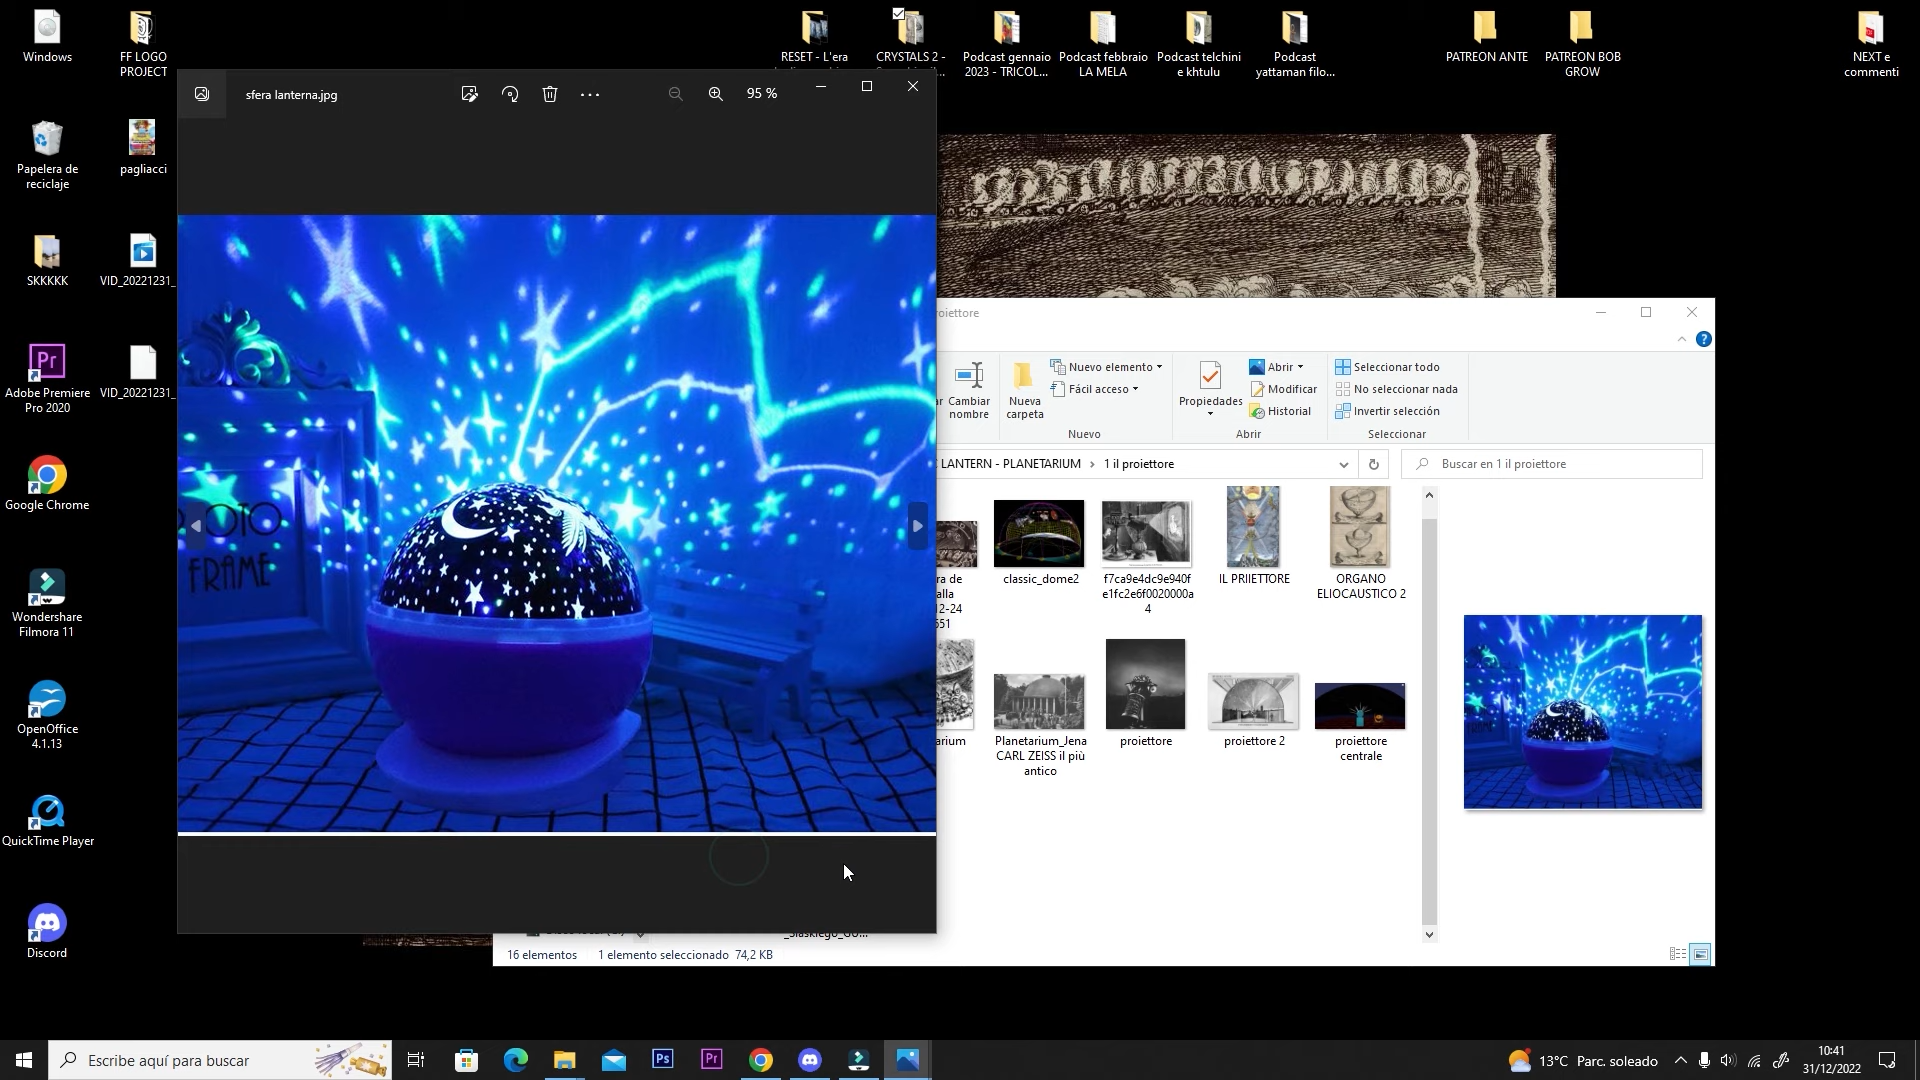 Windows
FF LOGO
PROJECT
RESET - L'era
CRYSTALS 2 -
Podcast gennaio
2023 - TRICOL...
Podcast febbraio
LA MELA
Podcast telchini
e khtulu
Podcast
yattaman filo...
PATREON ANTE
PATREON BOB
GROW
NEXT e
commenti
Papelera de
reciclaje
pagliacci
SKKKKK
VID_20221231_
Adobe Premiere
Pro 2020
VID_20221231_
Google Chrome
Wondershare
Filmora 11
OpenOffice
4.1.13
QuickTime Player
Discord
sfera lanterna.jpg
95 %
FRAME
Cambiar
nombre
Nueva
carpeta
Nuevo elemento
Fácil acceso
Nuevo
Propiedades
Abrir
Modificar
Historial
Abrir
Seleccionar todo
No seleccionar nada
Invertir selección
Seleccionar
LANTERN - PLANETARIUM > 1 il proiettore
Buscar en 1 il proiettore
classic_dome2
f7ca9e4dc9e940f
e1fc2e6f0020000a
4
IL PRIIETTORE
ORGANO
ELIOCAUSTICO 2
Planetarium_Jena
CARL ZEISS il più
antico
proiettore
proiettore 2
proiettore
centrale
16 elementos
1 elemento seleccionado 74,2 KB
Escribe aquí para buscar
Ps
Pr
13°C Parc. soleado
10:41
31/12/2022